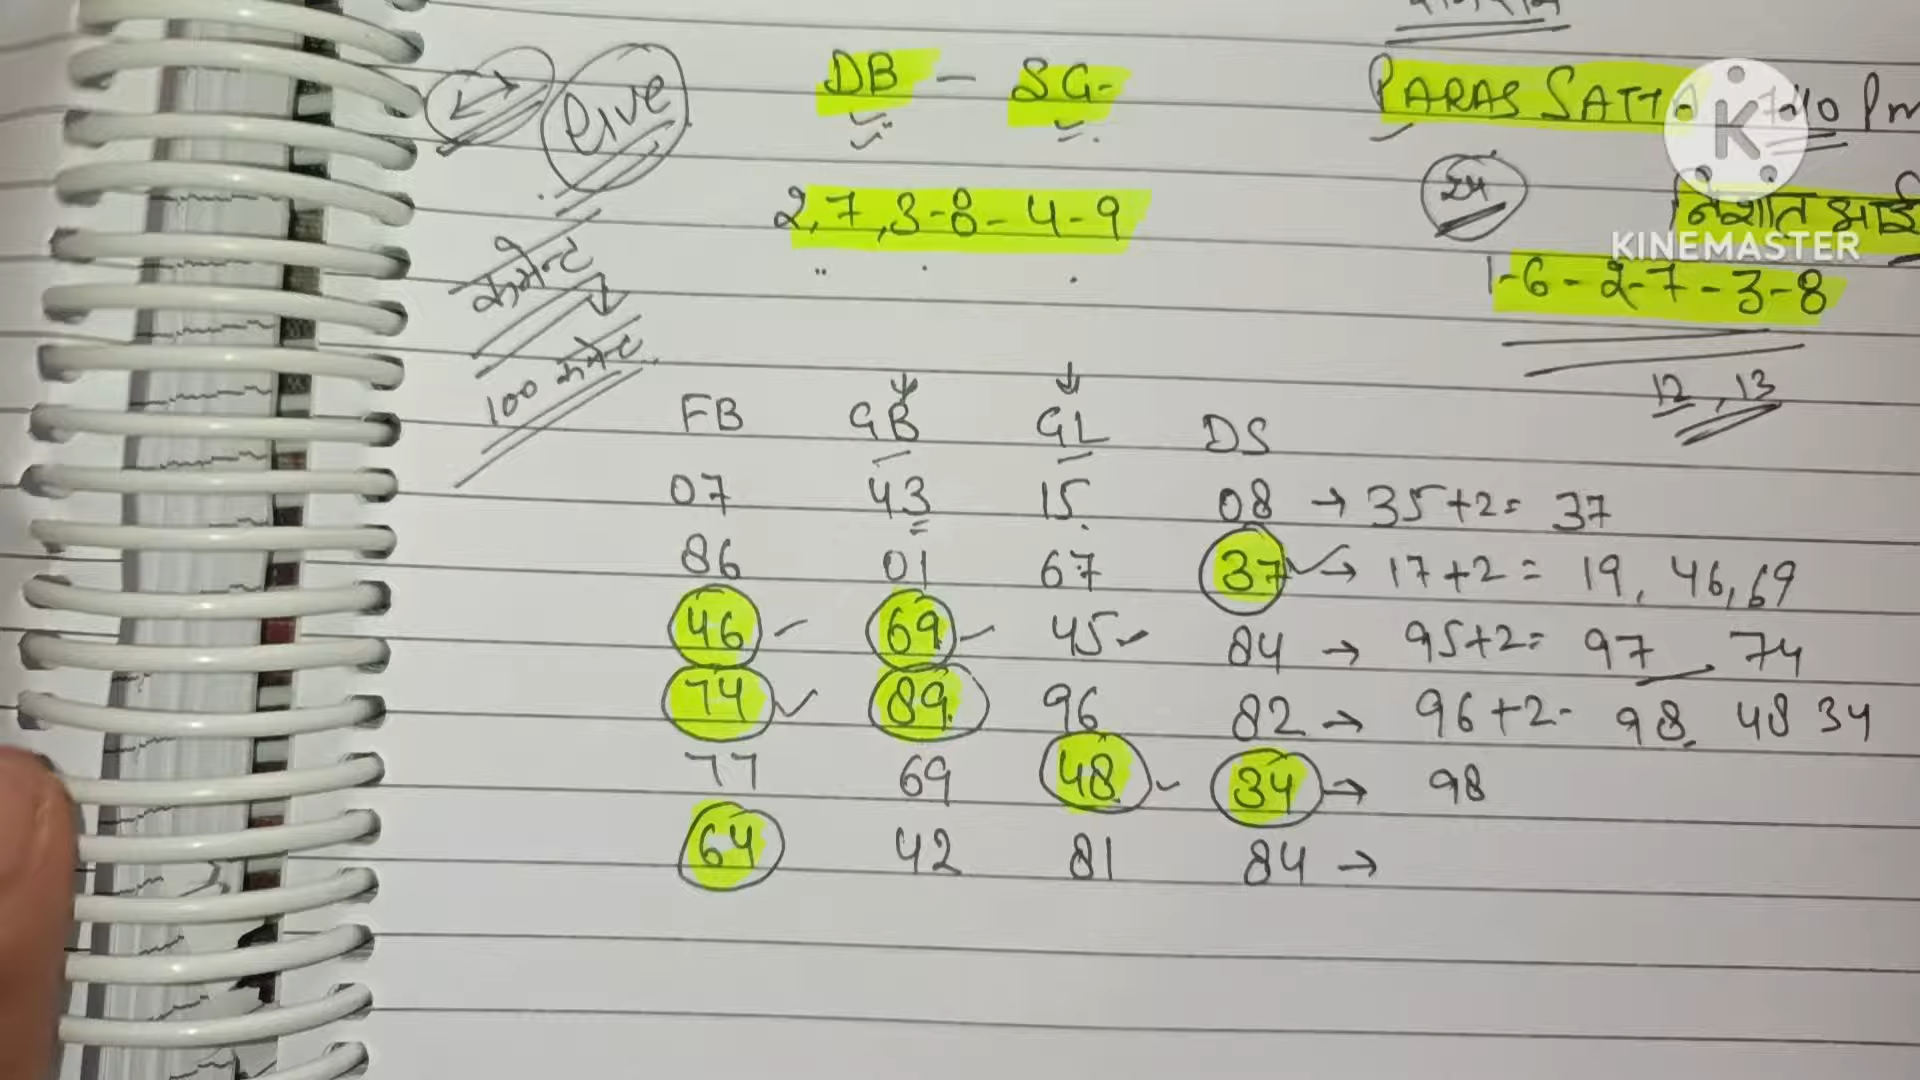 live
DB - SG-
PARAS SATTA 7:40 Pm
K
2, 7, 3-8-4-9
KINEMASTER
1-6-2-7-3-8
कमेन्ट
100 कमेन्ट
12, 13
FB GB GL DS
07 43 15. 08 → 35+2= 37
86 01 67 37 → 17+2= 19, 46, 69
46 69 45 84 → 95+2= 97 . 74
74 89. 96 82 → 96+2- 98. 48 34
77 69 48 34 → 98
64 42 81 84 →